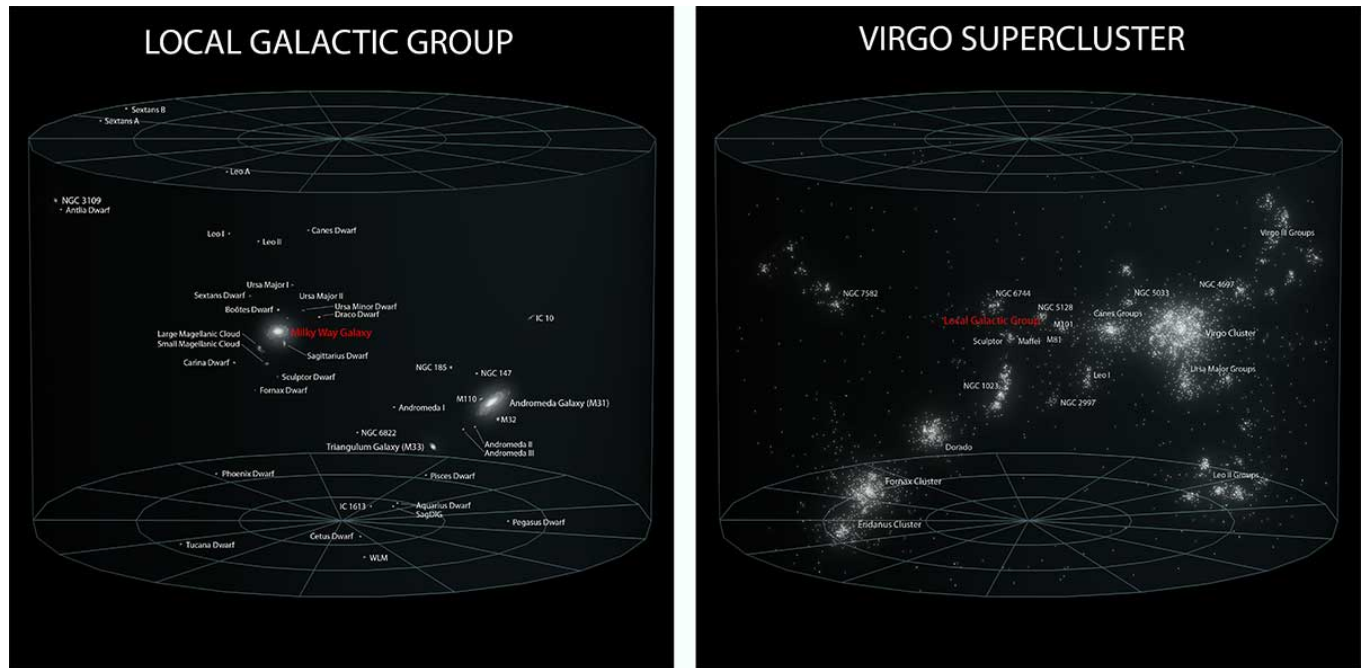 LOCAL GALACTIC GROUP
Sextans B
Sextans A
Leo A
NGC 3109
Antlia Dwarf
Leo I
Leo II
Canes Dwarf
Ursa Major I
Sextans Dwarf
Ursa Major II
Boötes Dwarf
Ursa Minor Dwarf
Draco Dwarf
IC 10
Milky Way Galaxy
Large Magellanic Cloud
Small Magellanic Cloud
Sagittarius Dwarf
Carina Dwarf
Sculptor Dwarf
Fornax Dwarf
NGC 185
NGC 147
M110
Andromeda Galaxy (M31)
Andromeda I
M32
NGC 6822
Triangulum Galaxy (M33)
Andromeda II
Andromeda III
Phoenix Dwarf
Pisces Dwarf
IC 1613
Aquarius Dwarf
SagDIG
Pegasus Dwarf
Cetus Dwarf
Tucana Dwarf
WLM
VIRGO SUPERCLUSTER
Virgo III Groups
NGC 7582
NGC 6744
NGC 4697
NGC 5033
NGC 5128
Local Galactic Group
Canes Groups
M101
Virgo Cluster
Sculptor
Maffei
M81
Ursa Major Groups
Leo I
NGC 1023
NGC 2997
Dorado
Leo II Groups
Fornax Cluster
Eridanus Cluster